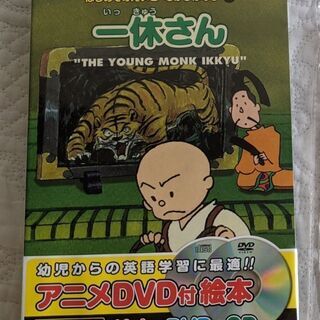 いっ きゅう
一休さん
"THE YOUNG MONK IKKYU"
DVD
幼児からの英語学習に最適!!
アニメDVD付絵本